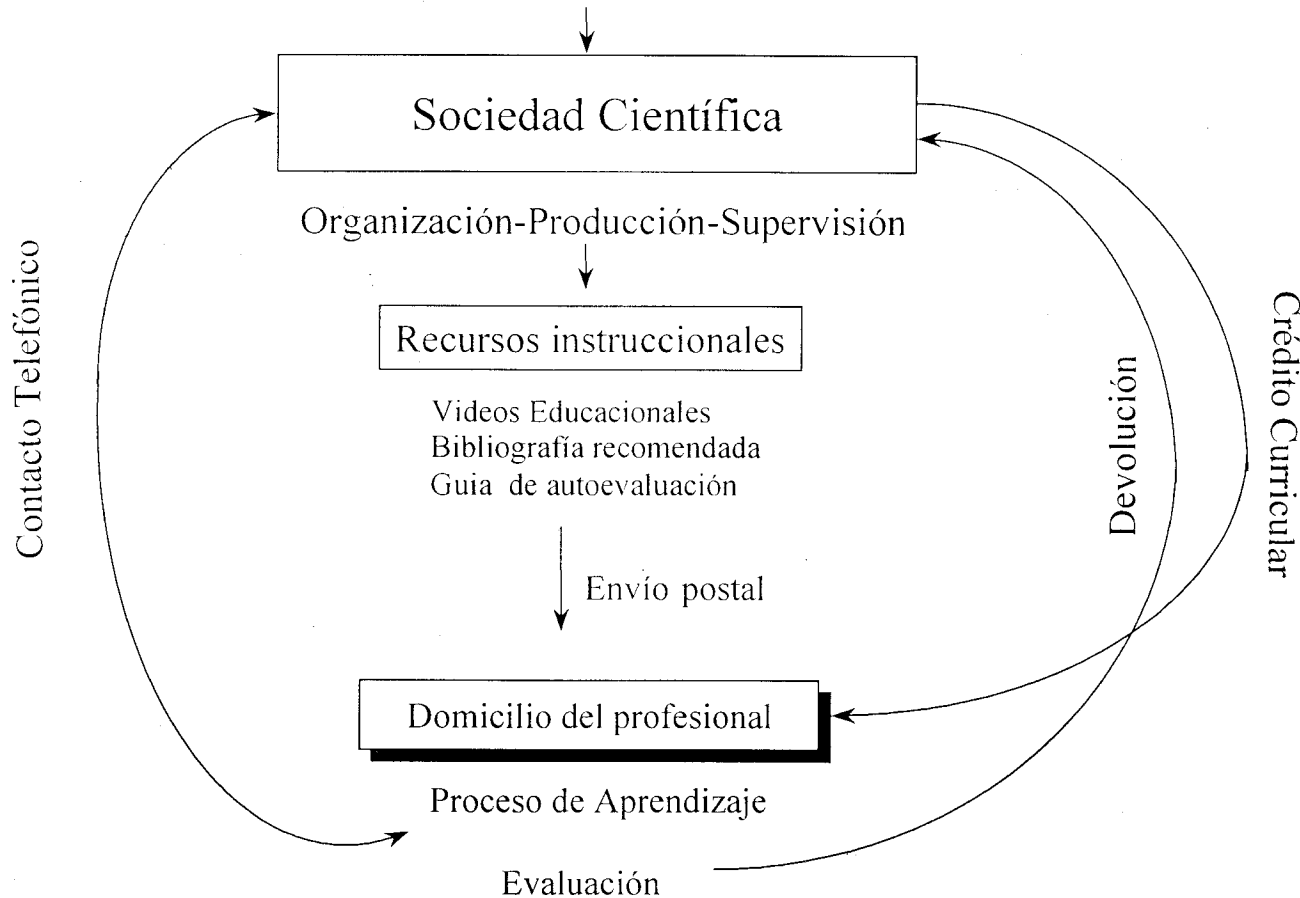 Sociedad Científica
Organización-Producción-Supervisión
Recursos instruccionales
Videos Educacionales
Bibliografía recomendada
Guia de autoevaluación
Envío postal
Domicilio del profesional
Proceso de Aprendizaje
Evaluación
Contacto Telefónico
Devolución
Crédito Curricular